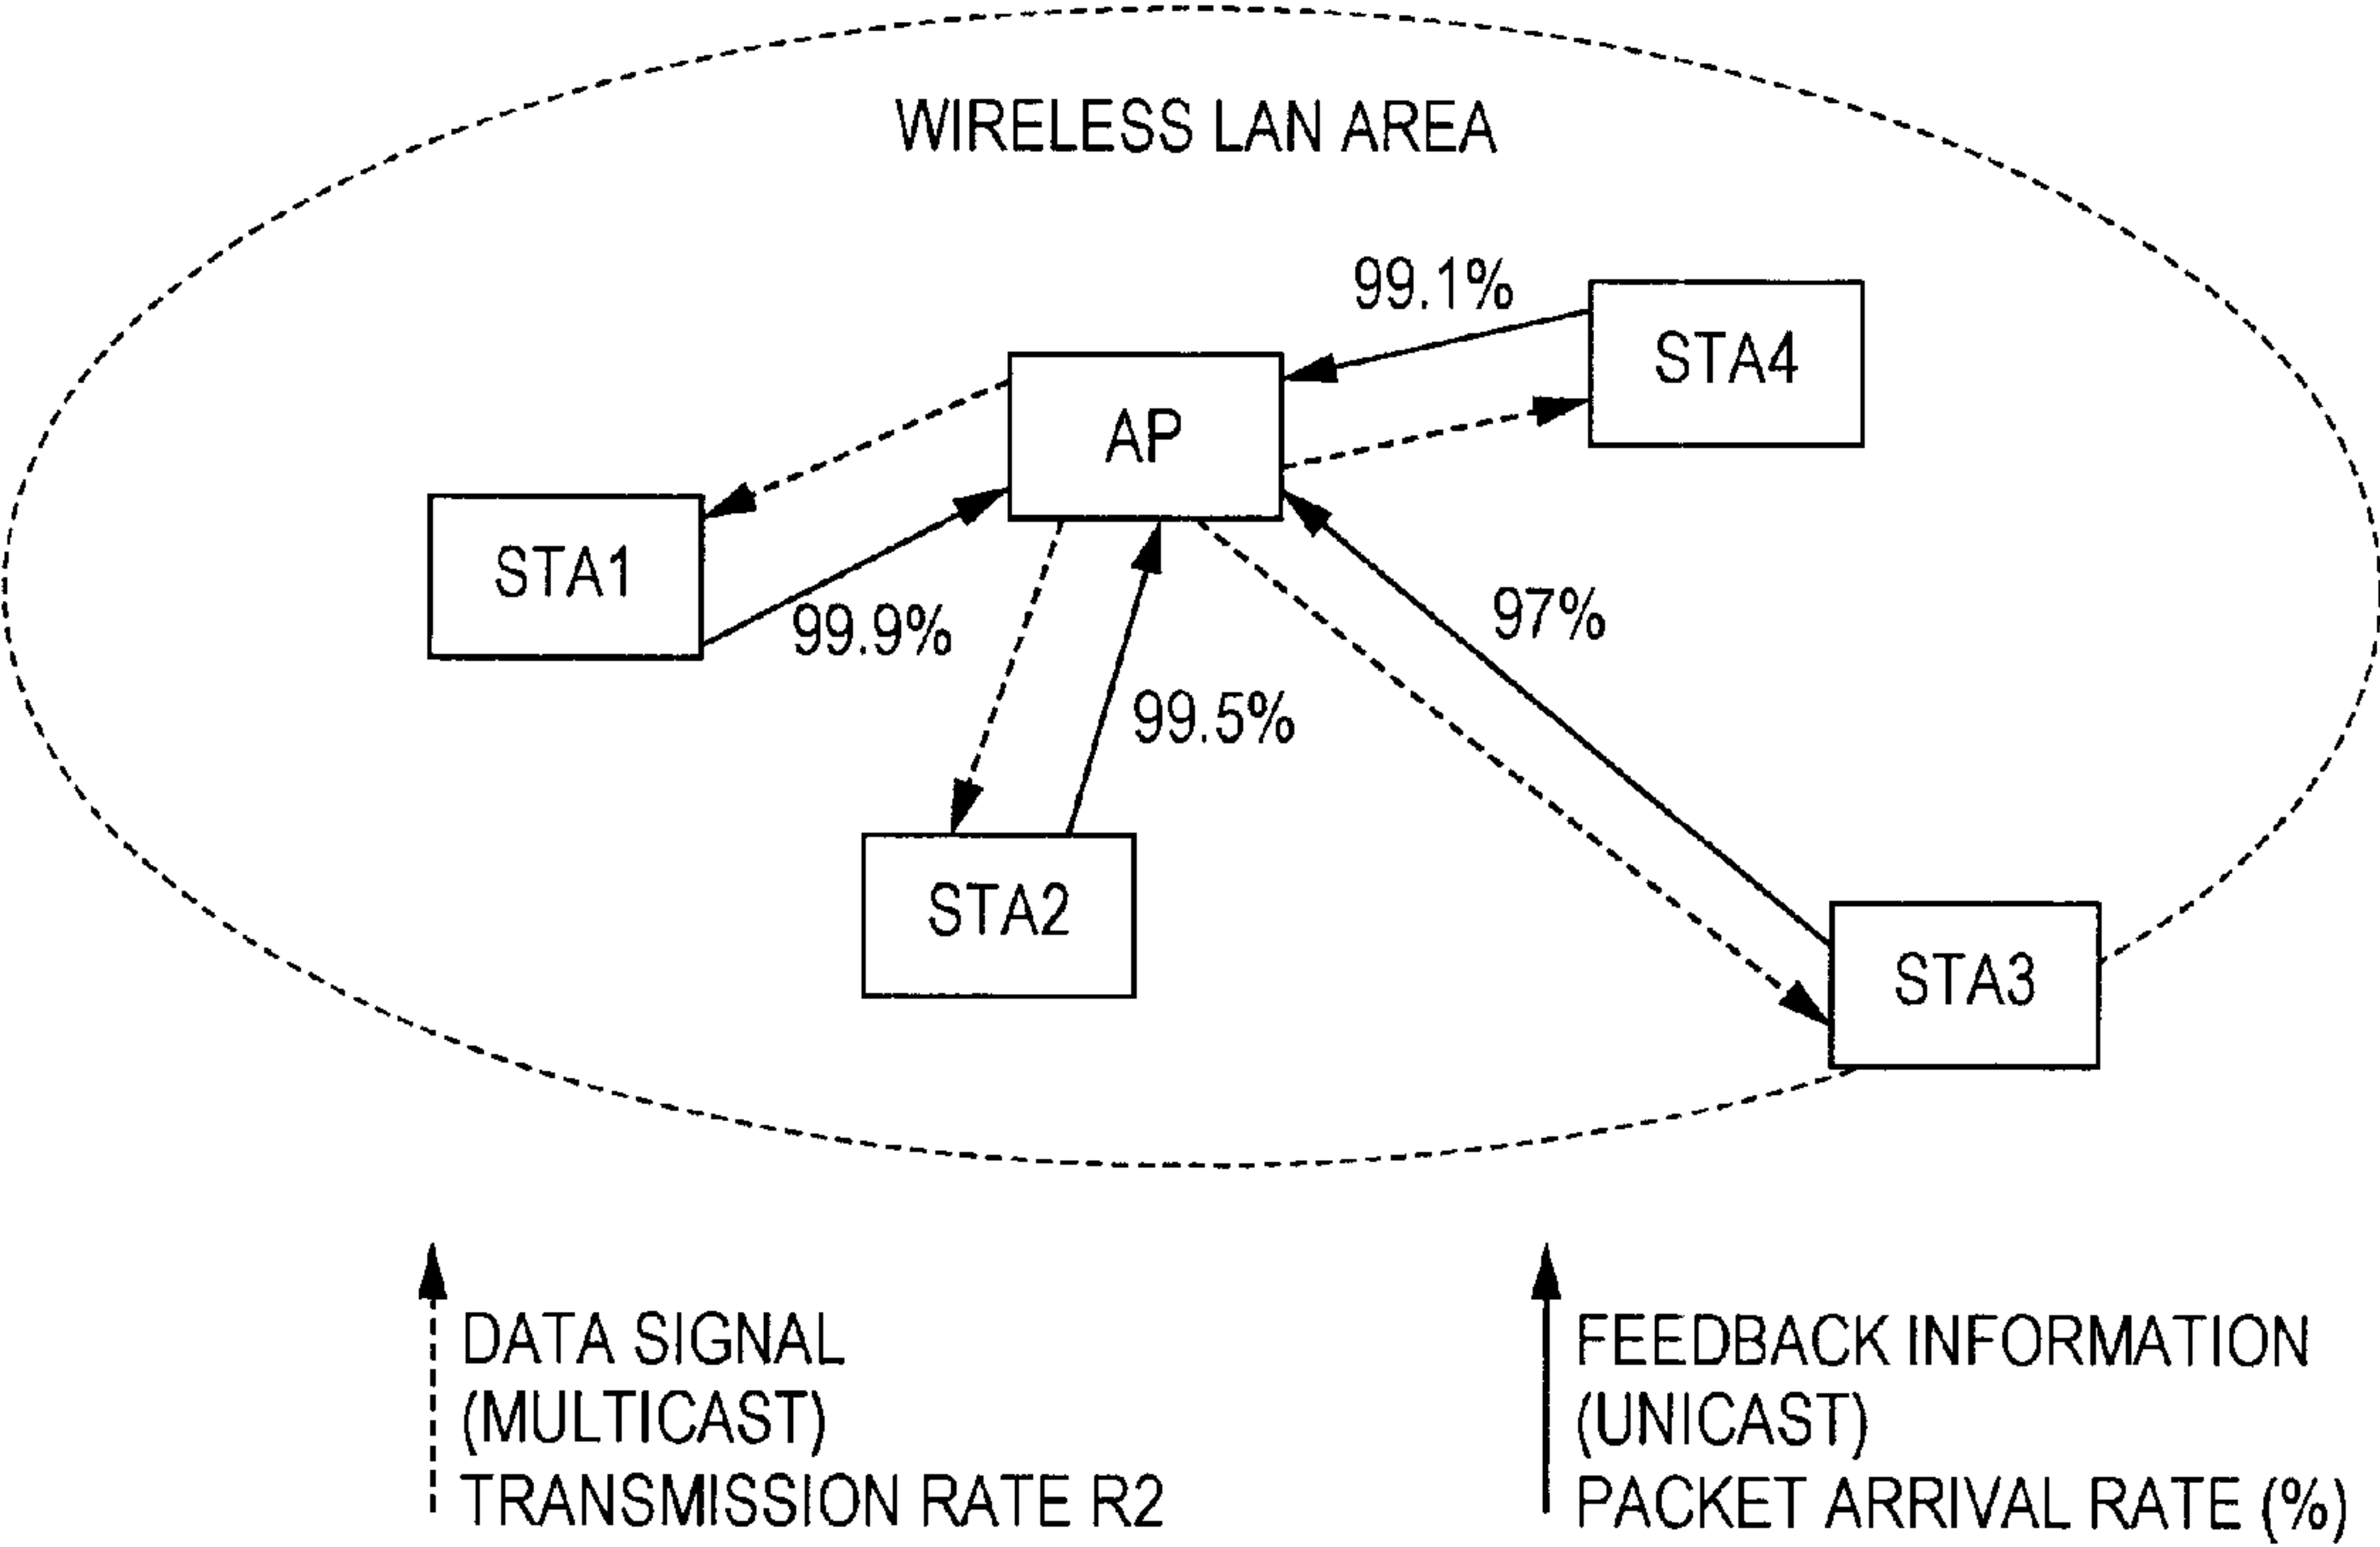 WIRELESS LAN AREA
99.1%
STA4
AP
STA1
99.9%
97%
99.5%
STA2
STA3
DATA SIGNAL
(MULTICAST)
TRANSMISSION RATE R2
FEEDBACK INFORMATION
(UNICAST)
PACKET ARRIVAL RATE (%)